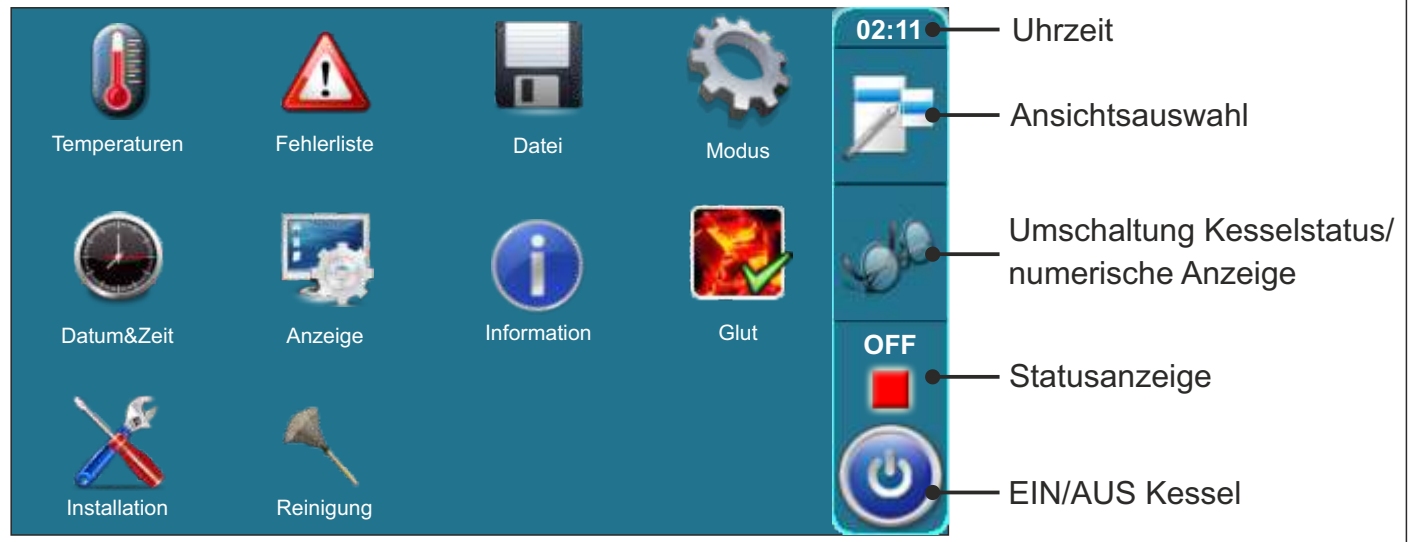 02:11
Uhrzeit
Temperaturen
Fehlerliste
Datei
Modus
Ansichtsauswahl
Datum&Zeit
Anzeige
Information
Glut
Umschaltung Kesselstatus/
numerische Anzeige
OFF
Statusanzeige
Installation
Reinigung
EIN/AUS Kessel